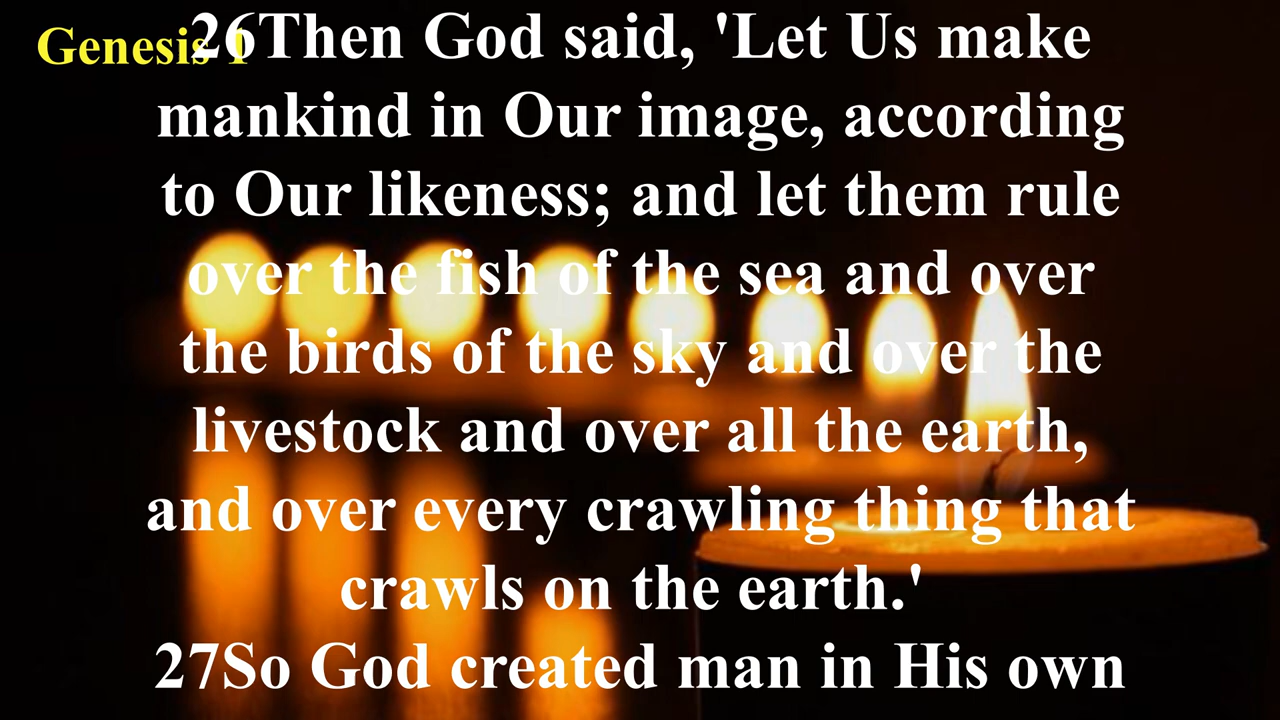 Genesis 1
26Then God said, 'Let Us make
mankind in Our image, according
to Our likeness; and let them rule
over the fish of the sea and over
the birds of the sky and over the
livestock and over all the earth,
and over every crawling thing that
crawls on the earth.'
27So God created man in His own